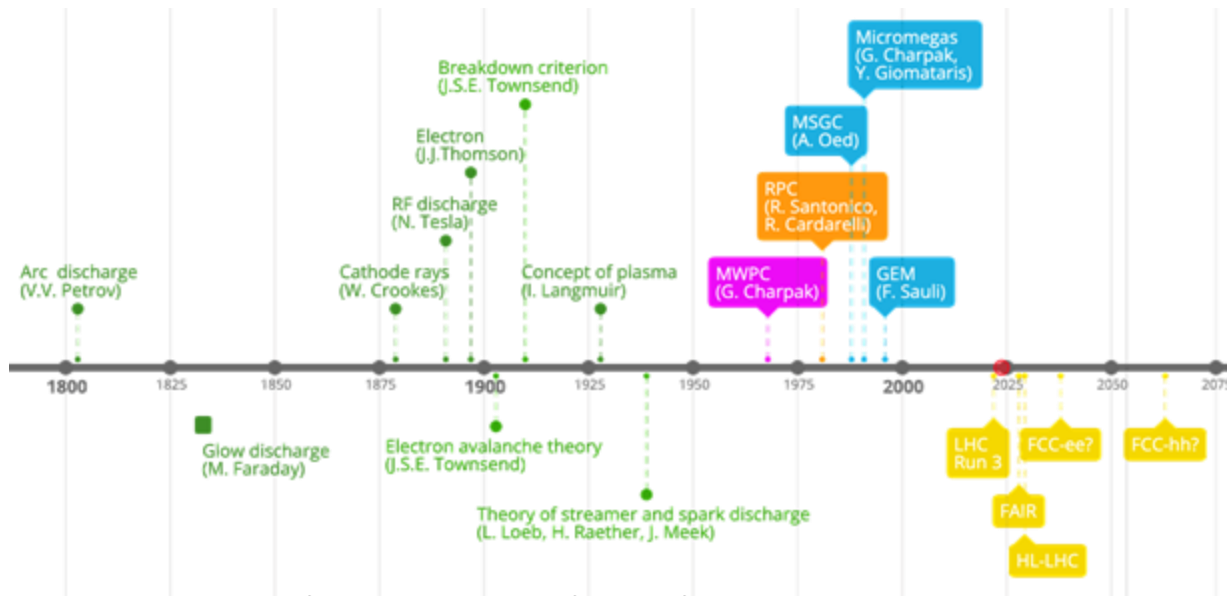 Micromegas
(G. Charpak,
Y. Giomataris)
Breakdown criterion
(J.S.E. Townsend)
MSGC
(A. Oed)
Electron
(J.J.Thomson)
RPC
(R. Santonico,
R. Cardarelli)
RF discharge
(N. Tesla)
Arc discharge
(V.V. Petrov)
Cathode rays
(W. Crookes)
Concept of plasma
(I. Langmuir)
MWPC
(G. Charpak)
GEM
(F. Sauli)
1800 1825 1850 1875 1900 1925 1950 1975 2000 2025 2050 2075
Glow discharge
(M. Faraday)
Electron avalanche theory
(J.S.E. Townsend)
LHC
Run 3
FCC-ee?
FCC-hh?
Theory of streamer and spark discharge
(L. Loeb, H. Raether, J. Meek)
FAIR
HL-LHC